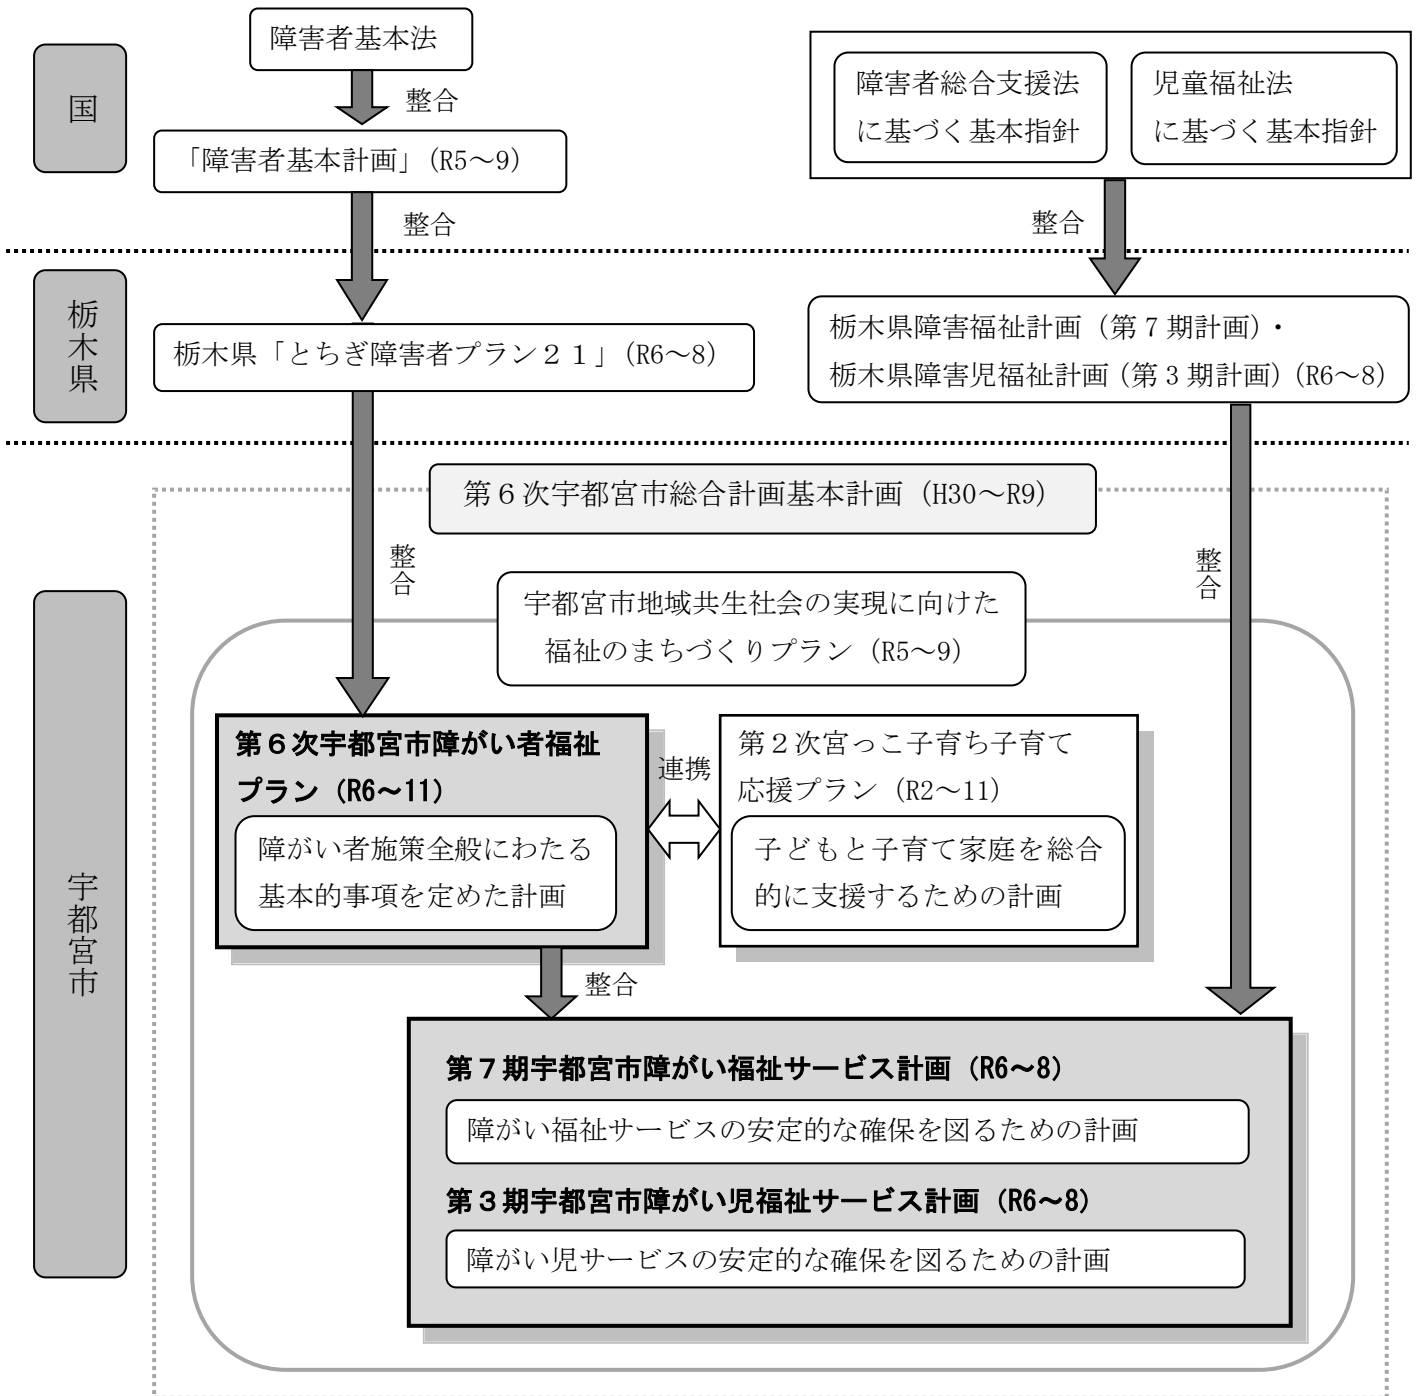 国
障害者基本法
整合
「障害者基本計画」(R5～9)
整合
障害者総合支援法
に基づく基本指針
児童福祉法
に基づく基本指針
整合
栃木県
栃木県「とちぎ障害者プラン２１」(R6～8)
栃木県障害福祉計画（第７期計画）・
栃木県障害児福祉計画（第３期計画）(R6～8)
宇都宮市
第６次宇都宮市総合計画基本計画（H30～R9）
整合
整合
宇都宮市地域共生社会の実現に向けた
福祉のまちづくりプラン（R5～9）
第６次宇都宮市障がい者福祉
プラン（R6～11）
障がい者施策全般にわたる
基本的事項を定めた計画
連携
第２次宮っこ子育ち子育て
応援プラン（R2～11）
子どもと子育て家庭を総合
的に支援するための計画
整合
第７期宇都宮市障がい福祉サービス計画（R6～8）
障がい福祉サービスの安定的な確保を図るための計画
第３期宇都宮市障がい児福祉サービス計画（R6～8）
障がい児サービスの安定的な確保を図るための計画